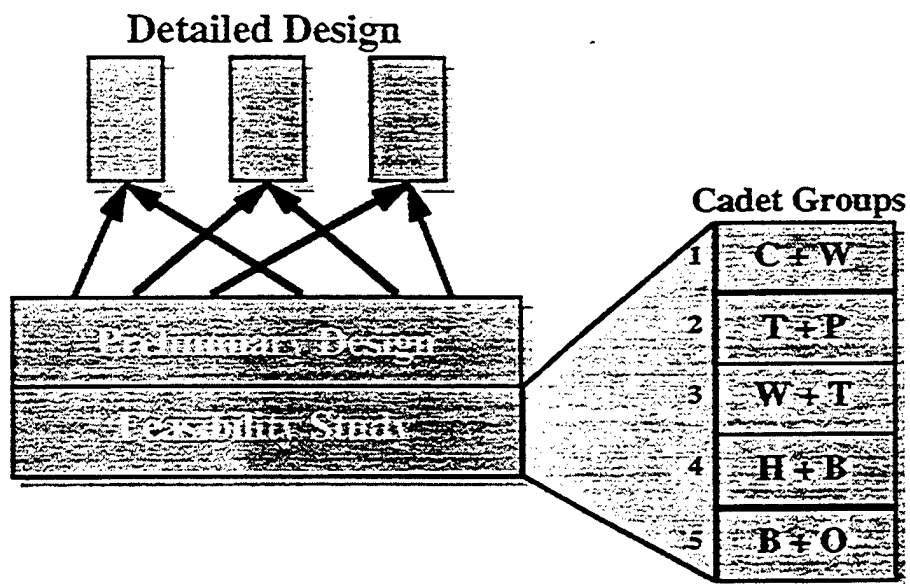 Detailed Design
Preliminary Design
Feasibility Study
Cadet Groups
1 C + W
2 T + P
3 W + T
4 H + B
5 B + O